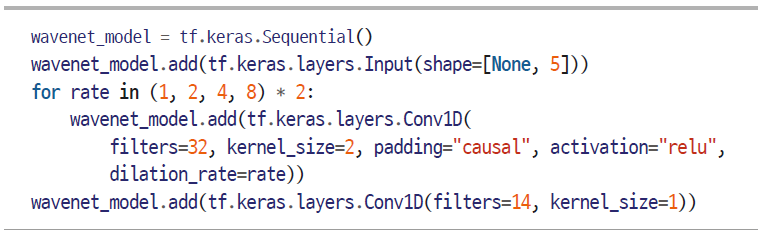 wavenet_model = tf.keras.Sequential()
wavenet_model.add(tf.keras.layers.Input(shape=[None, 5]))
for rate in (1, 2, 4, 8) * 2:
    wavenet_model.add(tf.keras.layers.Conv1D(
        filters=32, kernel_size=2, padding="causal", activation="relu",
        dilation_rate=rate))
wavenet_model.add(tf.keras.layers.Conv1D(filters=14, kernel_size=1))